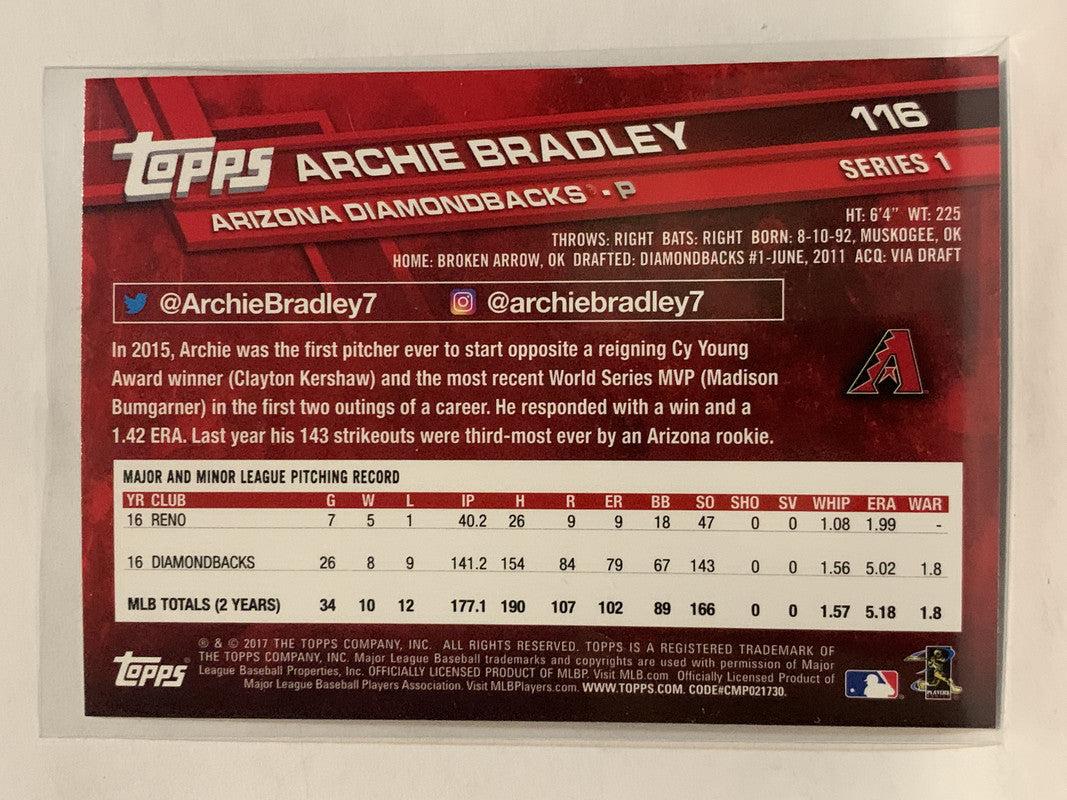 TOPPS ARCHIE BRADLEY 116
ARIZONA DIAMONDBACKS - P SERIES 1
HT: 6'4" WT: 225
THROWS: RIGHT BATS: RIGHT BORN: 8-10-92, MUSKOGEE, OK
HOME: BROKEN ARROW, OK DRAFTED: DIAMONDBACKS #1-JUNE, 2011 ACQ: VIA DRAFT
@ArchieBradley7 @archiebradley7
In 2015, Archie was the first pitcher ever to start opposite a reigning Cy Young
Award winner (Clayton Kershaw) and the most recent World Series MVP (Madison
Bumgarner) in the first two outings of a career. He responded with a win and a
1.42 ERA. Last year his 143 strikeouts were third-most ever by an Arizona rookie.
MAJOR AND MINOR LEAGUE PITCHING RECORD
YR CLUB G W L IP H R ER BB SO SHO SV WHIP ERA WAR
16 RENO 7 5 1 40.2 26 9 9 18 47 0 0 1.08 1.99 -
16 DIAMONDBACKS 26 8 9 141.2 154 84 79 67 143 0 0 1.56 5.02 1.8
MLB TOTALS (2 YEARS) 34 10 12 177.1 190 107 102 89 166 0 0 1.57 5.18 1.8
® & © 2017 THE TOPPS COMPANY, INC. ALL RIGHTS RESERVED. TOPPS IS A REGISTERED TRADEMARK OF
THE TOPPS COMPANY, INC. Major League Baseball trademarks and copyrights are used with permission of Major
League Baseball Properties, Inc. OFFICIALLY LICENSED PRODUCT OF MLBP. Visit MLB.com Officially Licensed Product of
Major League Baseball Players Association. Visit MLBPlayers.com. WWW.TOPPS.COM. CODE#CMP021730.
TOPPS®
PLAYERS